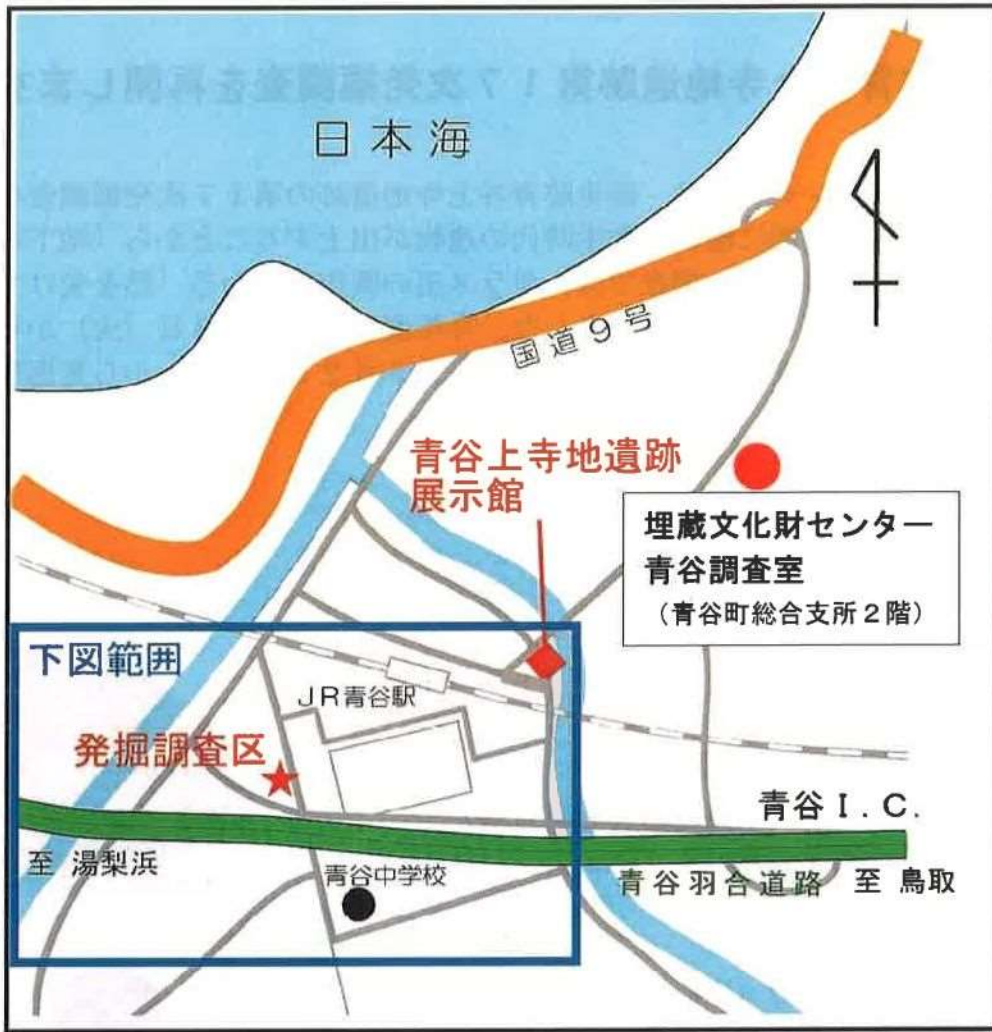 日本海
国道9号
青谷上寺地遺跡
展示館
埋蔵文化財センター
青谷調査室
（青谷町総合支所2階）
下図範囲
JR青谷駅
発掘調査区
青谷 I . C.
至 湯梨浜
青谷中学校
青谷羽合道路 至 鳥取